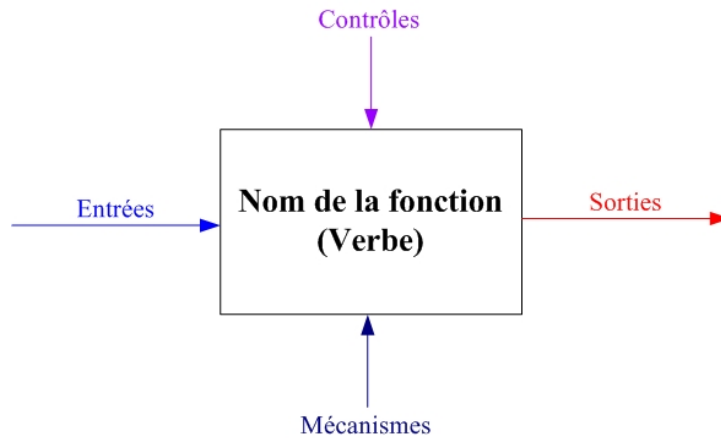 Contrôles
Entrées
Nom de la fonction
(Verbe)
Sorties
Mécanismes